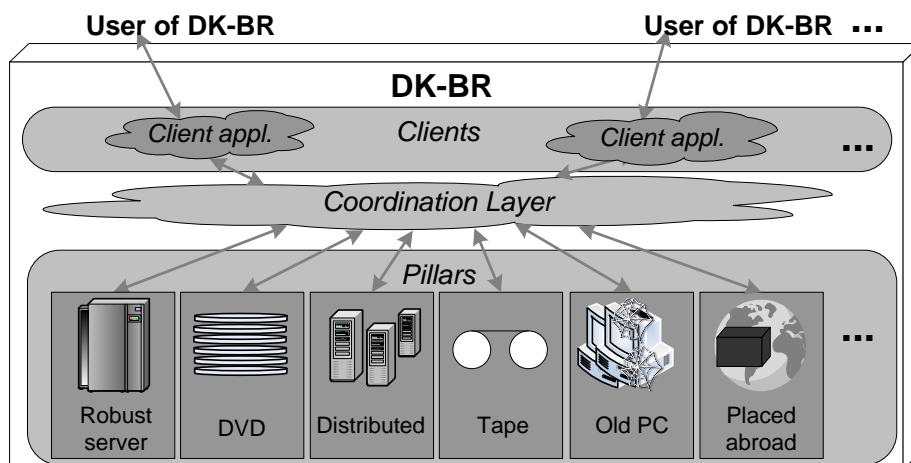 User of DK-BR
User of DK-BR ...
DK-BR
Client appl.
Clients
Client appl.
...
Coordination Layer
Pillars
...
Robust
server
DVD
Distributed
Tape
Old PC
Placed
abroad